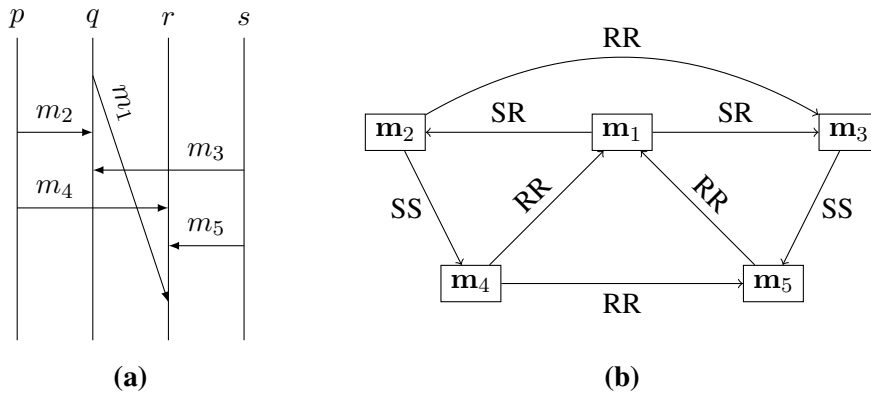 p q r s
m₁
m₂
m₃
m₄
m₅
(a)
RR
SR SR
m₂ m₁ m₃
SS RR RR SS
m₄ m₅
RR
(b)